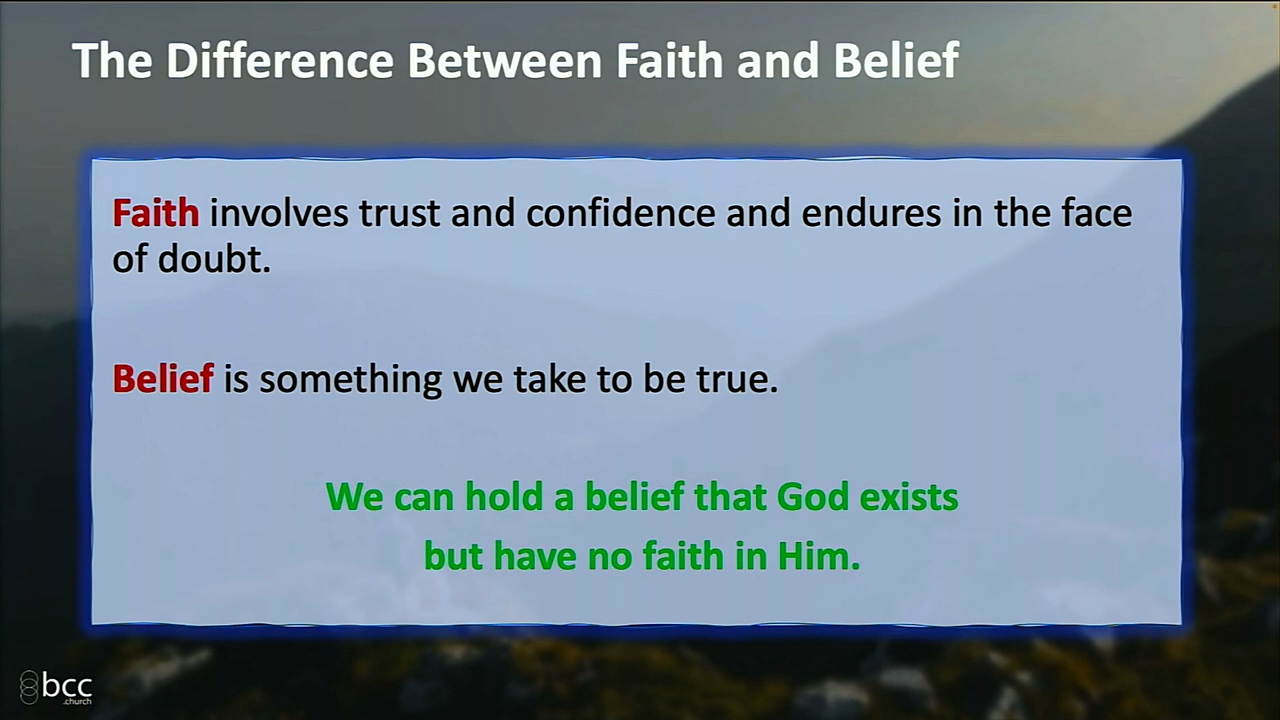 The Difference Between Faith and Belief
Faith involves trust and confidence and endures in the face
of doubt.
Belief is something we take to be true.
We can hold a belief that God exists
but have no faith in Him.
bcc
.church